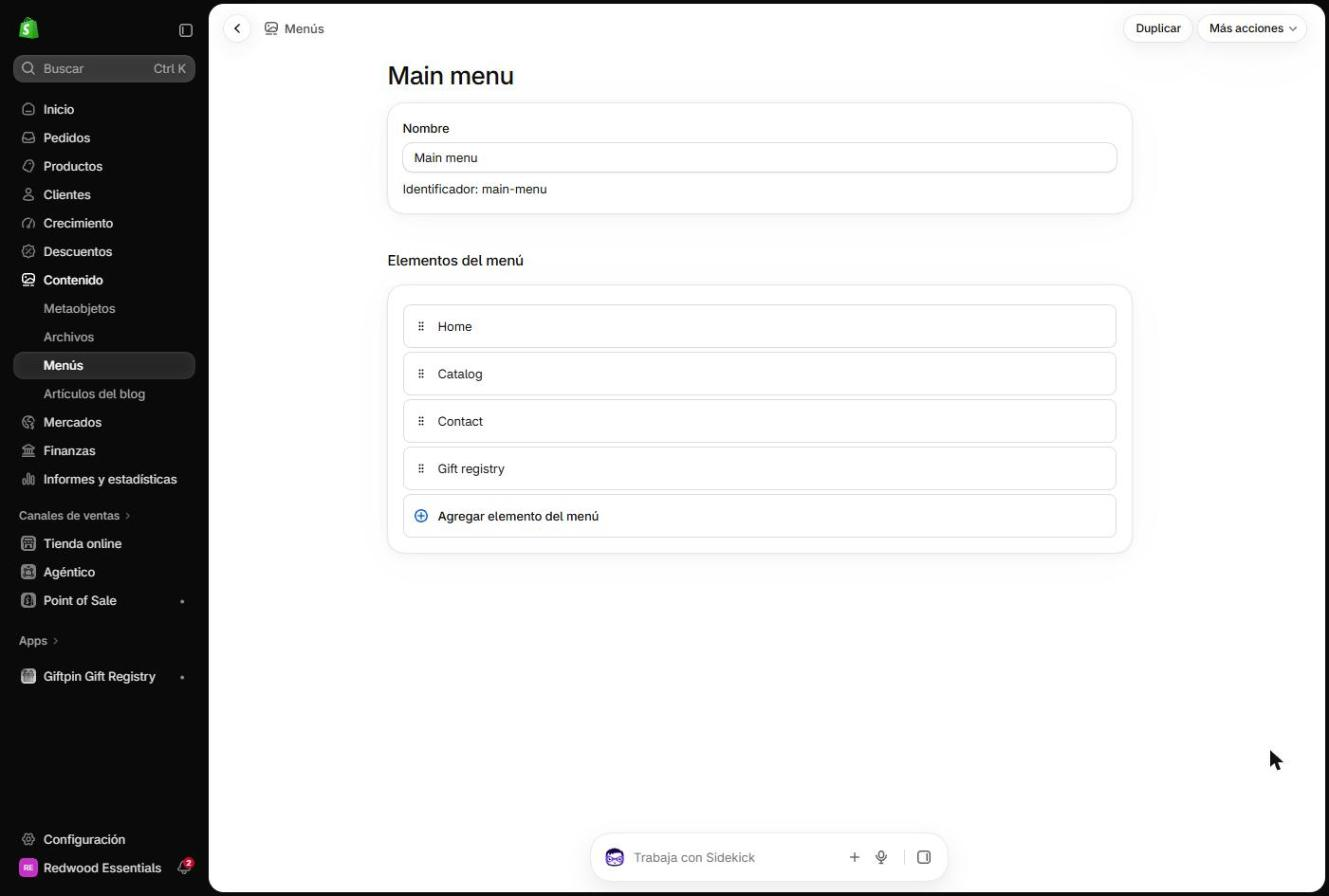 Buscar Ctrl K
Inicio
Pedidos
Productos
Clientes
Crecimiento
Descuentos
Contenido
Metaobjetos
Archivos
Menús
Artículos del blog
Mercados
Finanzas
Informes y estadísticas
Canales de ventas
Tienda online
Agéntico
Point of Sale
Apps
Giftpin Gift Registry
Configuración
RE Redwood Essentials 2
Menús
Duplicar Más acciones
Main menu
Nombre
Main menu
Identificador: main-menu
Elementos del menú
Home
Catalog
Contact
Gift registry
Agregar elemento del menú
Trabaja con Sidekick